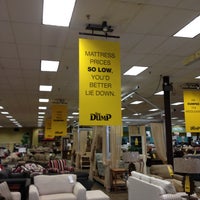 MATTRESS
PRICES
SO LOW,
YOU'D
BETTER
LIE DOWN.
THE DUMP